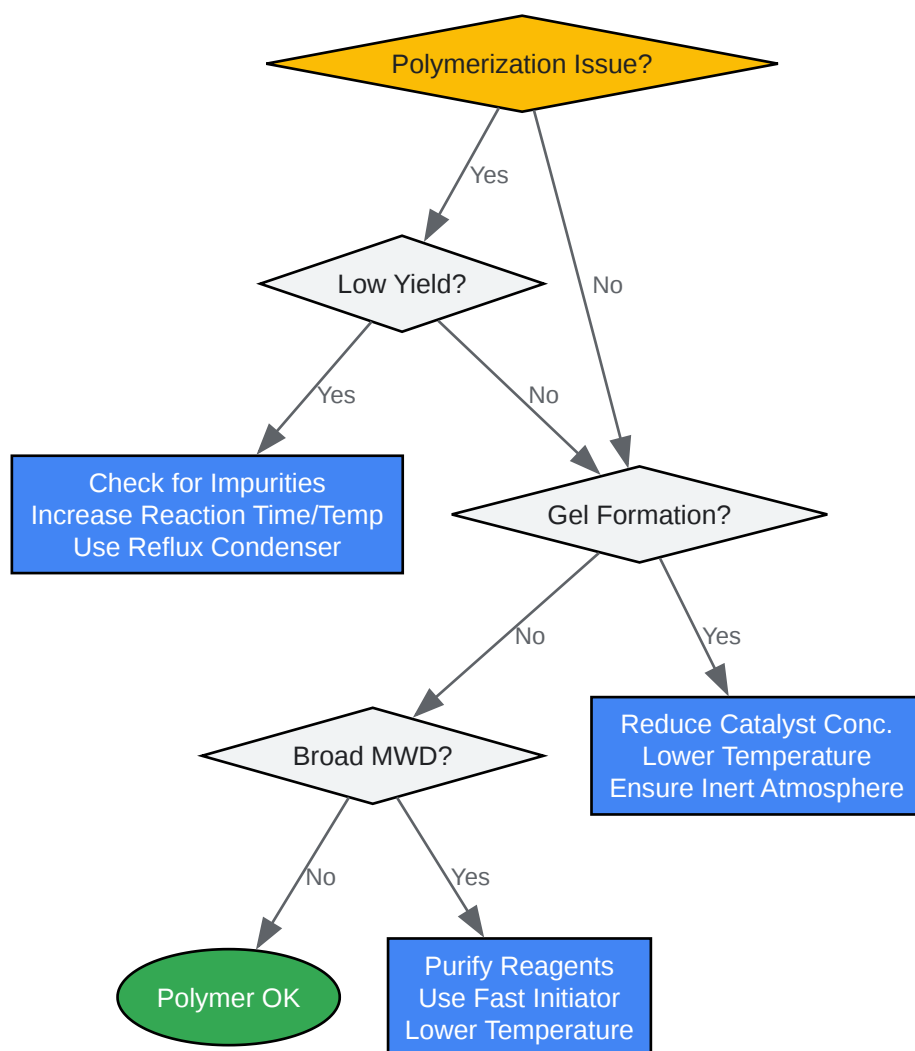 Polymerization Issue?
Yes
Low Yield?
No
Yes
No
Check for Impurities
Increase Reaction Time/Temp
Use Reflux Condenser
Gel Formation?
No
Yes
Reduce Catalyst Conc.
Lower Temperature
Ensure Inert Atmosphere
Broad MWD?
No
Yes
Polymer OK
Purify Reagents
Use Fast Initiator
Lower Temperature